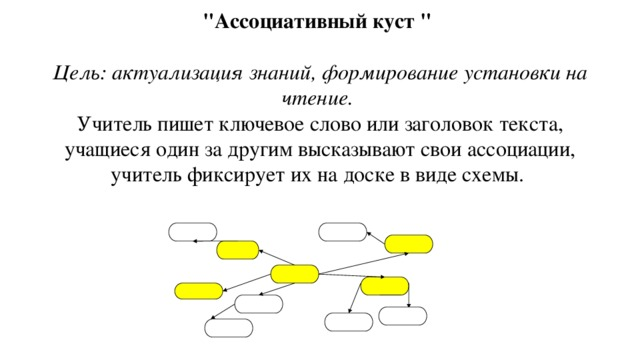 "Ассоциативный куст "
Цель: актуализация знаний, формирование установки на
чтение.
Учитель пишет ключевое слово или заголовок текста,
учащиеся один за другим высказывают свои ассоциации,
учитель фиксирует их на доске в виде схемы.